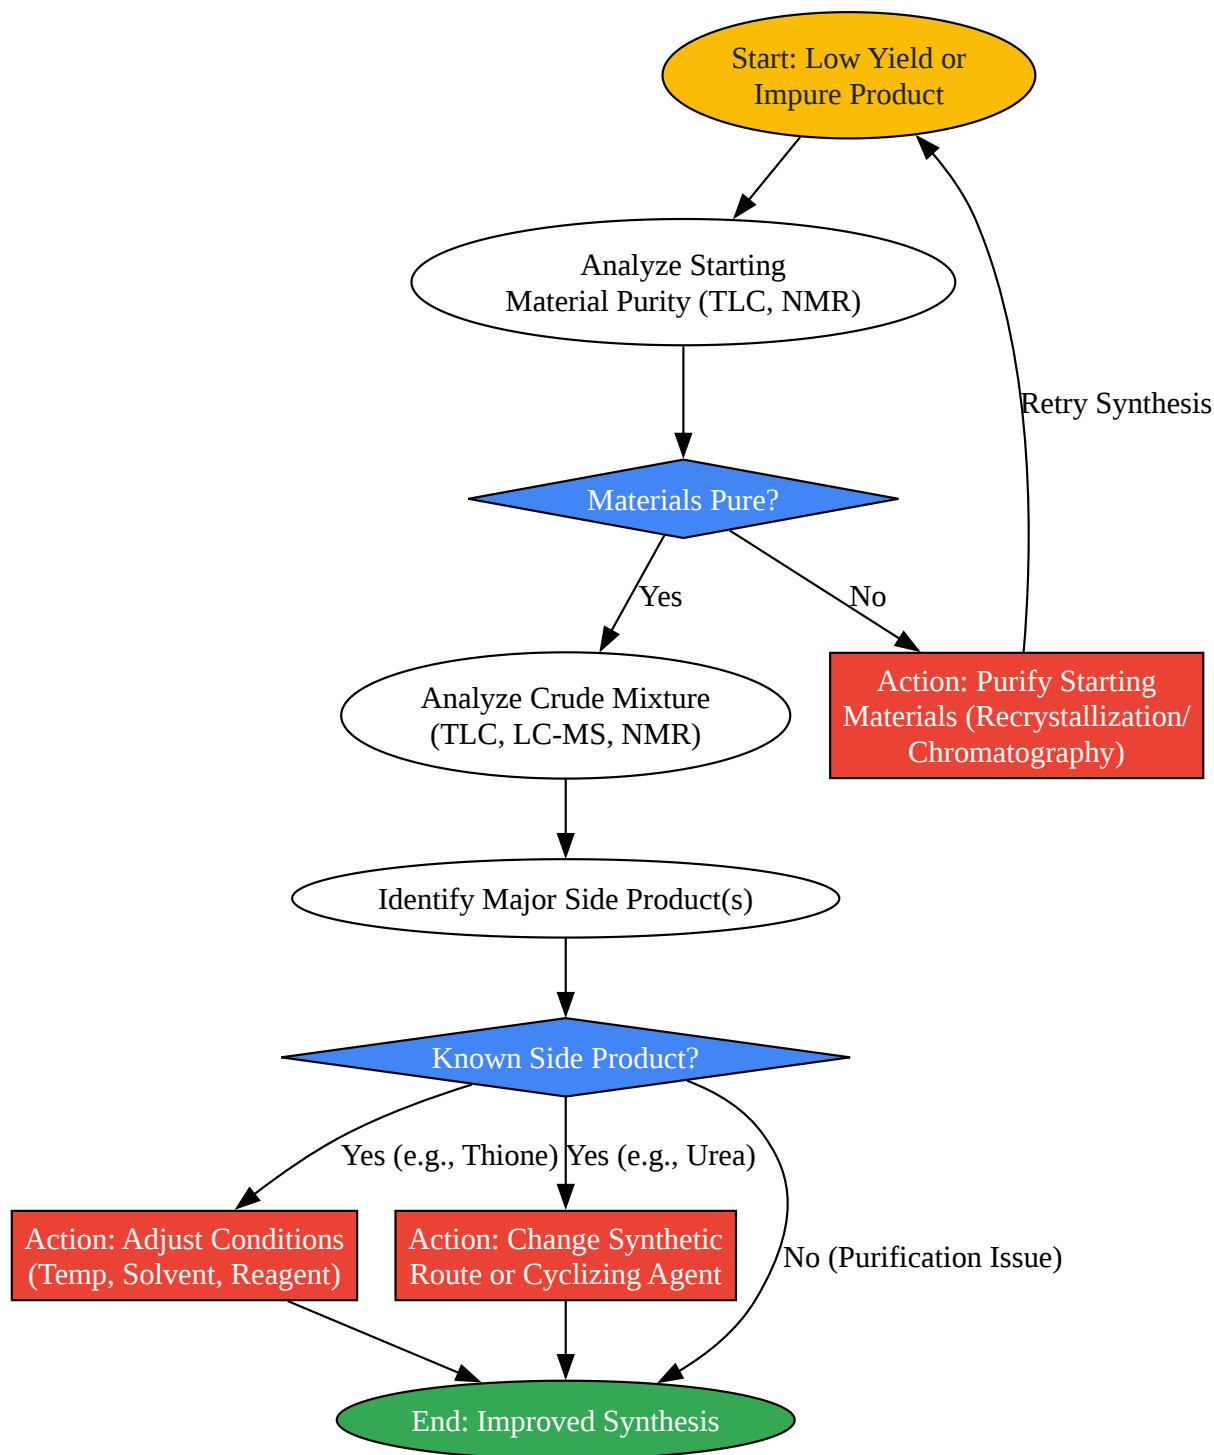 Start: Low Yield or
Impure Product
Analyze Starting
Material Purity (TLC, NMR)
Retry Synthesis
Materials Pure?
Yes
No
Analyze Crude Mixture
(TLC, LC-MS, NMR)
Action: Purify Starting
Materials (Recrystallization/
Chromatography)
Identify Major Side Product(s)
Known Side Product?
Yes (e.g., Thione)
Yes (e.g., Urea)
Action: Adjust Conditions
(Temp, Solvent, Reagent)
Action: Change Synthetic
Route or Cyclizing Agent
No (Purification Issue)
End: Improved Synthesis